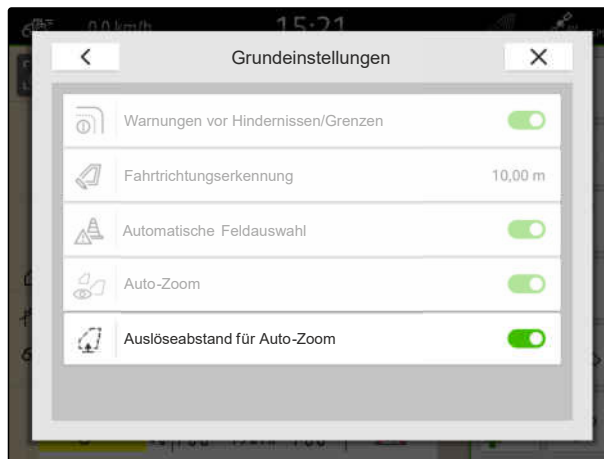 0.0 km/h 15:21
Grundeinstellungen
Warnungen vor Hindernissen/Grenzen
Fahrtrichtungserkennung 10,00 m
Automatische Feldauswahl
Auto-Zoom
Auslöseabstand für Auto-Zoom